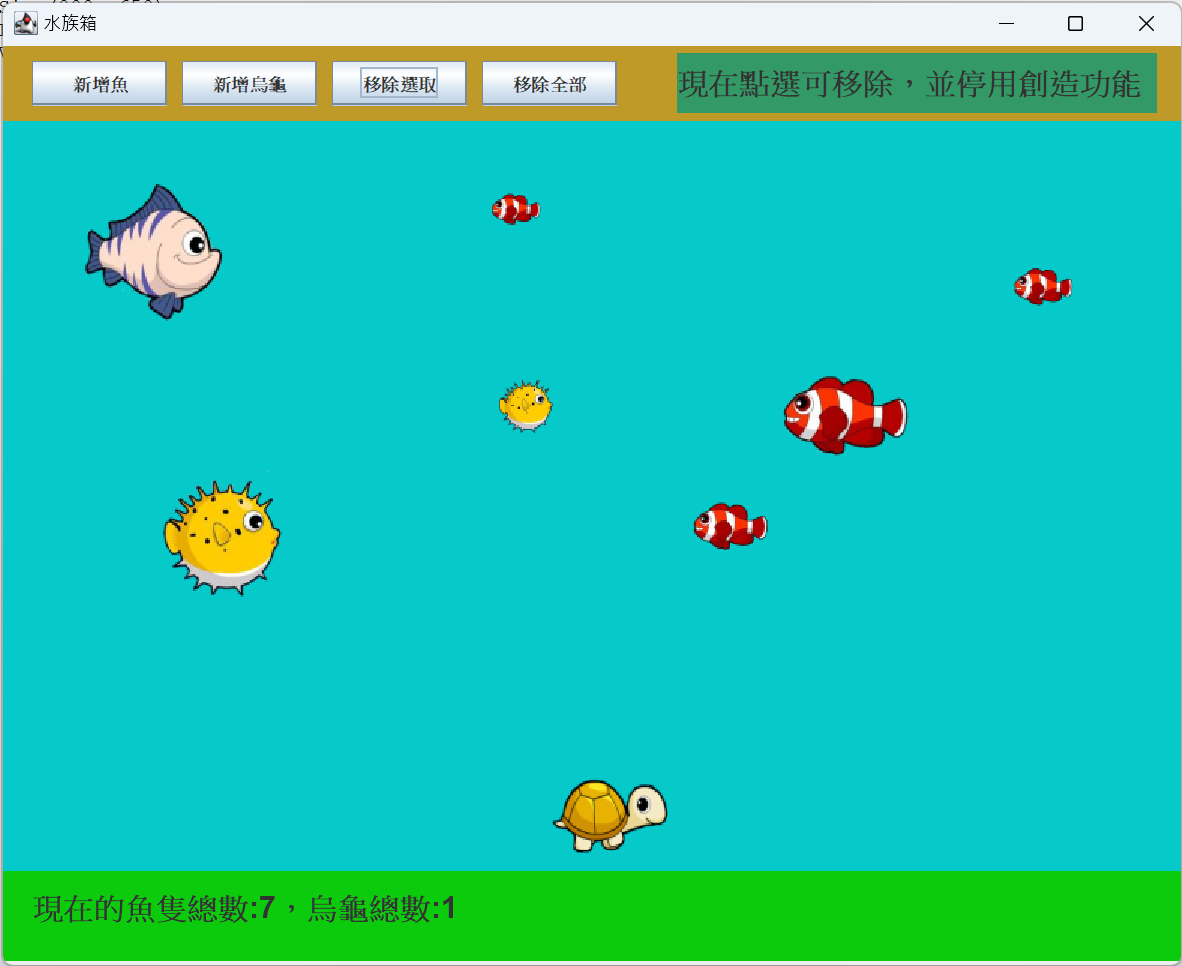 水族箱
新增魚
新增烏龜
移除選取
移除全部
現在點選可移除，並停用創造功能
現在的魚隻總數:7，烏龜總數:1